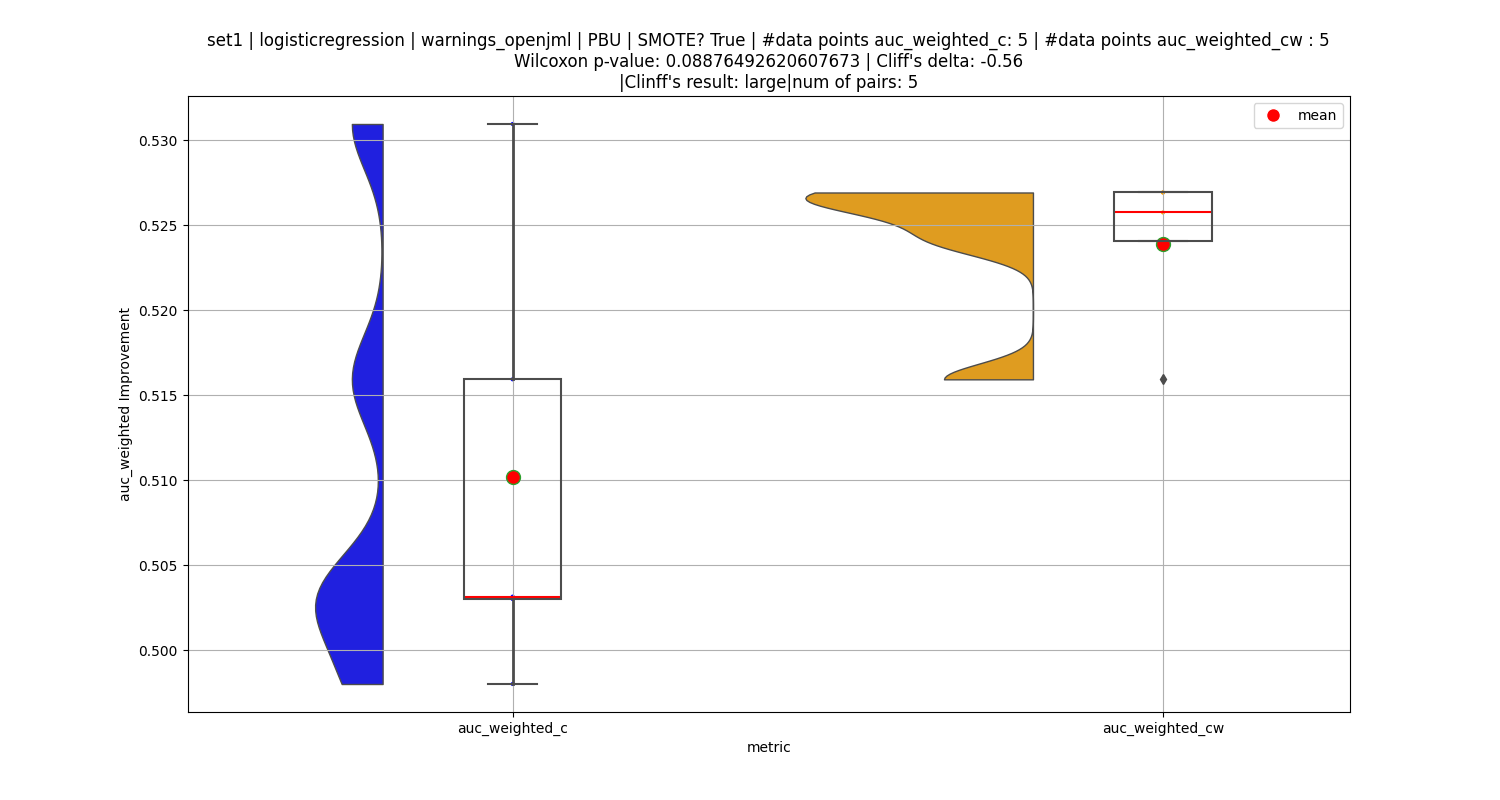 set1 | logisticregression | warnings_openjml | PBU | SMOTE? True | #data points auc_weighted_c: 5 | #data points auc_weighted_cw : 5
Wilcoxon p-value: 0.08876492620607673 | Cliff's delta: -0.56
|Clinff's result: large|num of pairs: 5
mean
0.530
0.525
0.520
0.515
0.510
0.505
0.500
auc_weighted Improvement
auc_weighted_c
auc_weighted_cw
metric